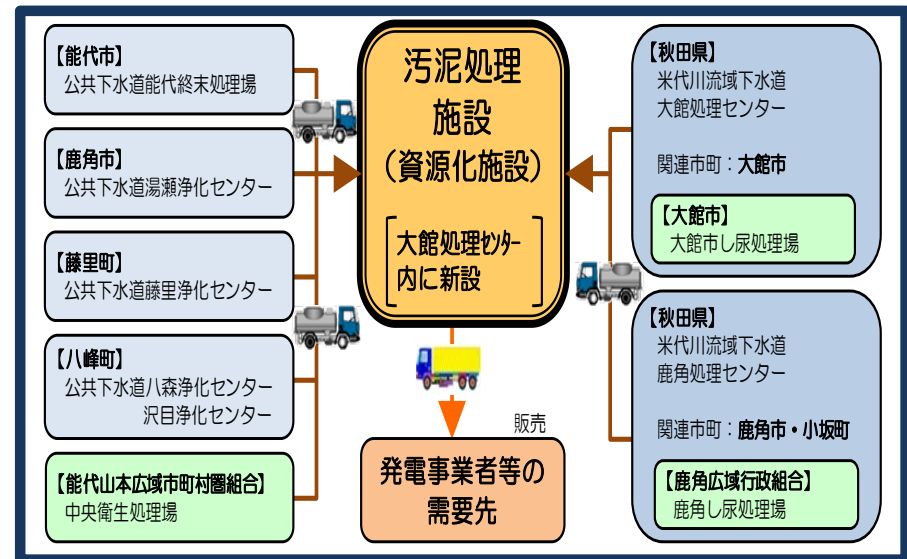 【能代市】
公共下水道能代終末処理場
【鹿角市】
公共下水道湯瀬浄化センター
【藤里町】
公共下水道藤里浄化センター
【八峰町】
公共下水道八森浄化センター
沢目浄化センター
【能代山本広域市町村圏組合】
中央衛生処理場
汚泥処理
施設
（資源化施設）
大館処理センター
内に新設
販売
発電事業者等の
需要先
【秋田県】
米代川流域下水道
大館処理センター
関連市町：大館市
【大館市】
大館市し尿処理場
【秋田県】
米代川流域下水道
鹿角処理センター
関連市町：鹿角市・小坂町
【鹿角広域行政組合】
鹿角し尿処理場